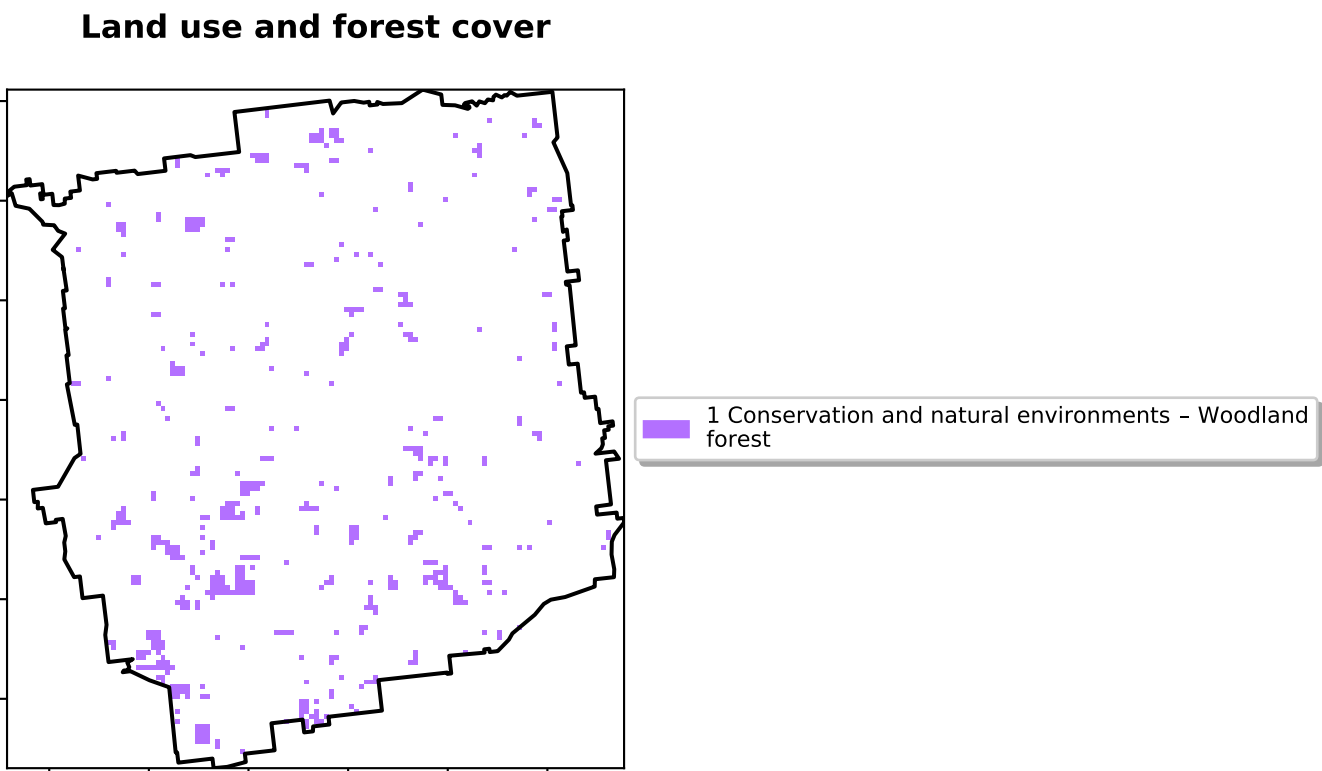 Land use and forest cover
1 Conservation and natural environments – Woodland
forest